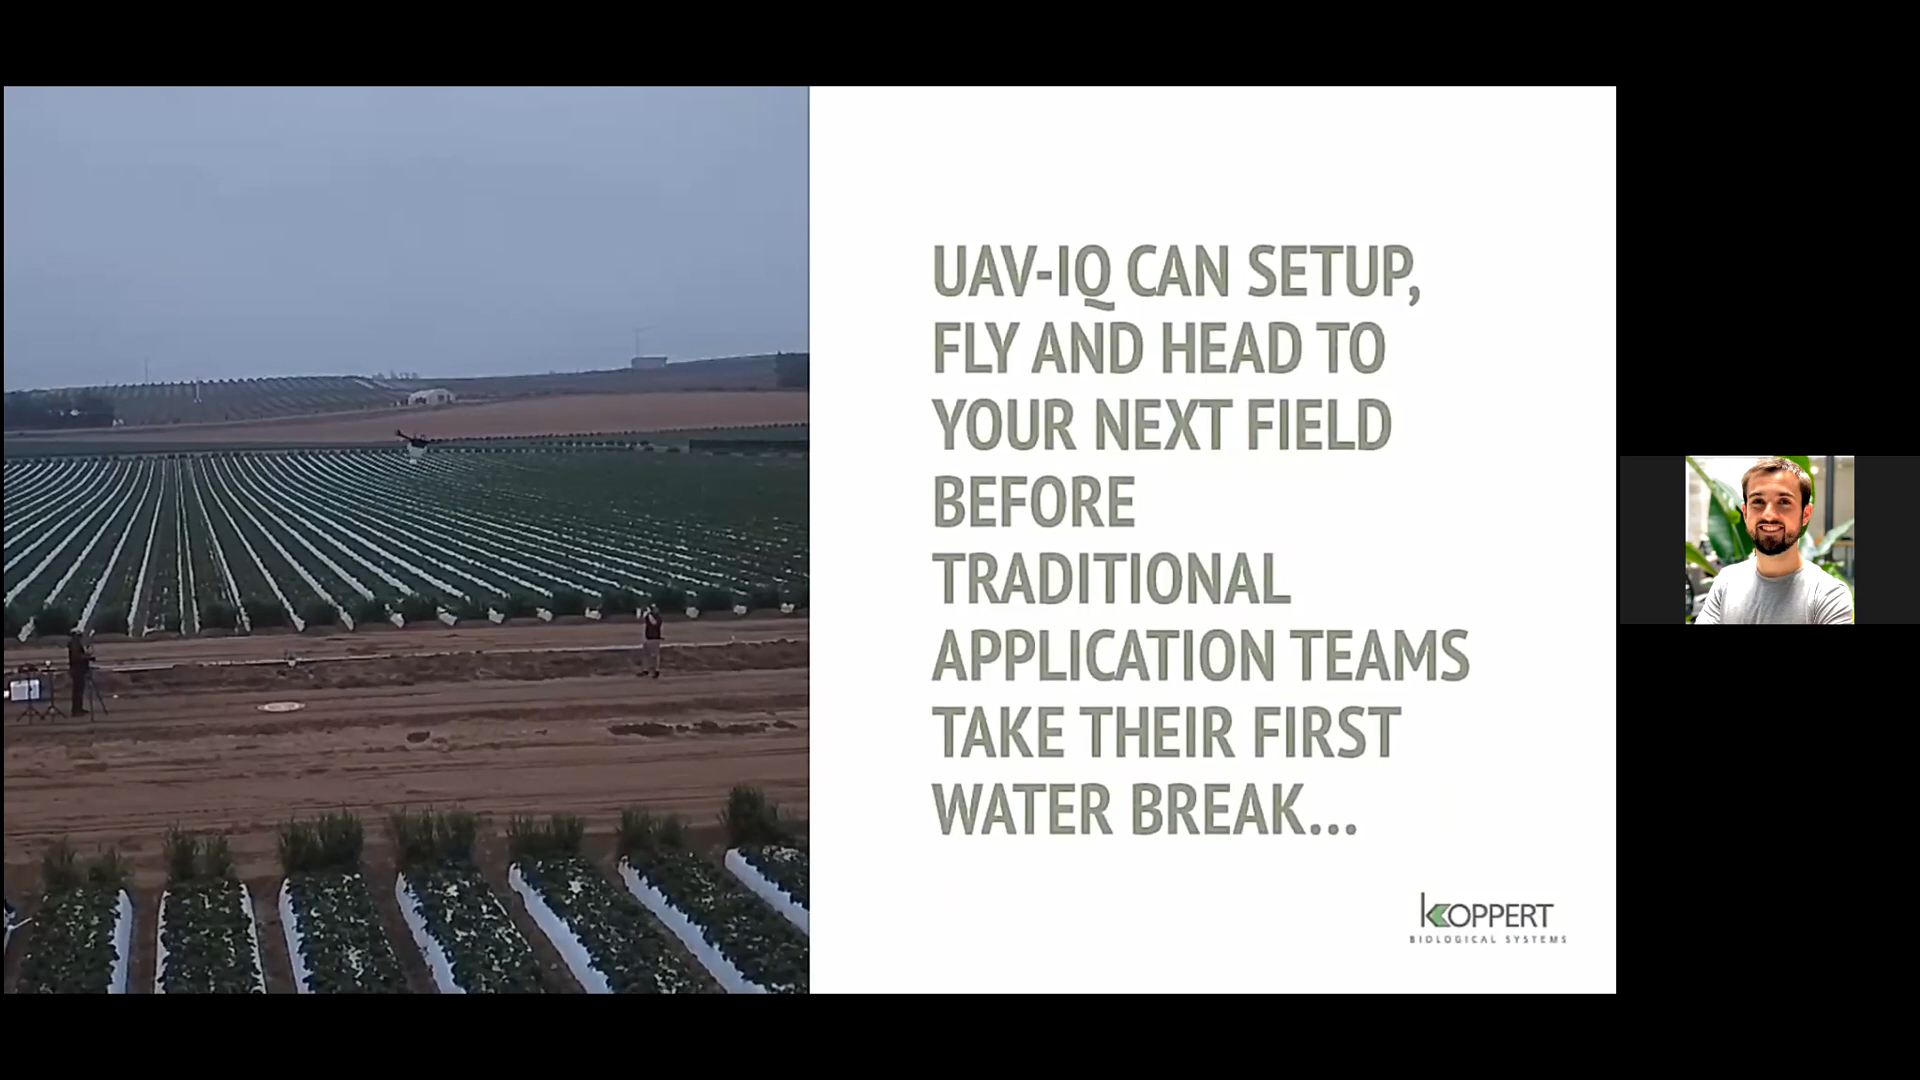 UAV-IQ CAN SETUP,
FLY AND HEAD TO
YOUR NEXT FIELD
BEFORE
TRADITIONAL
APPLICATION TEAMS
TAKE THEIR FIRST
WATER BREAK...
KOPPERT
BIOLOGICAL SYSTEMS